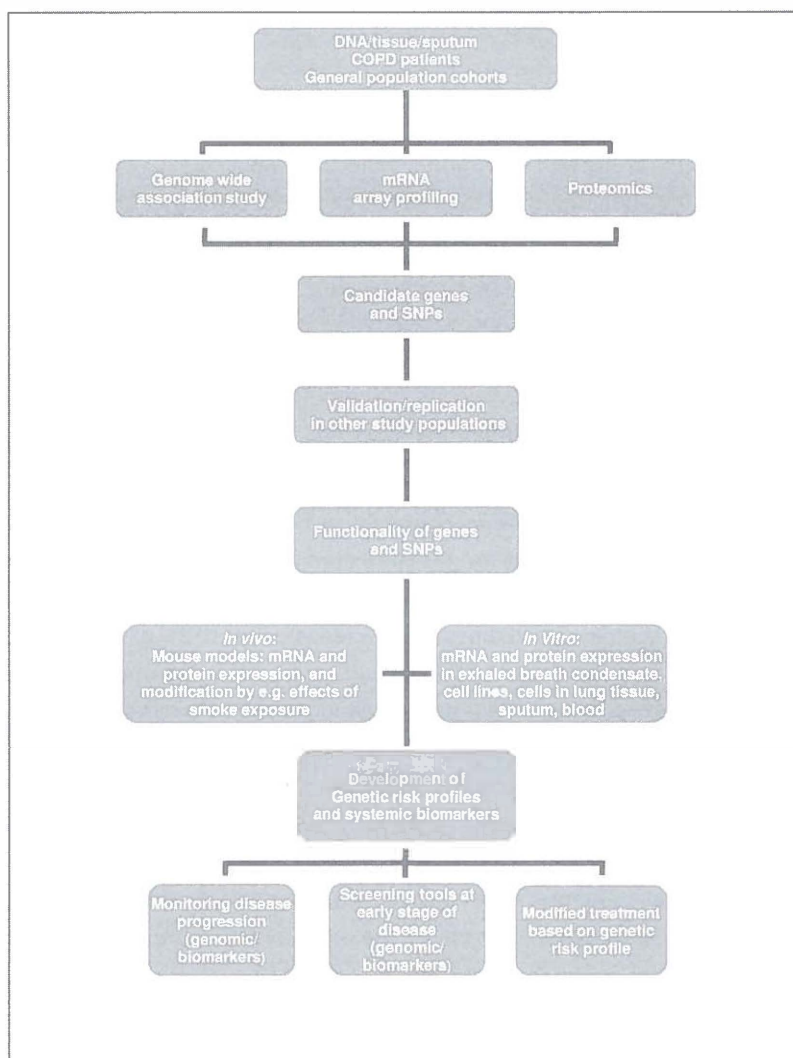 DNA/tissue/sputum
COPD patients
General population cohorts
Genome wide
association study
mRNA
array profiling
Proteomics
Candidate genes
and SNPs
Validation/replication
in other study populations
Functionality of genes
and SNPs
In vivo:
Mouse models: mRNA and
protein expression, and
modification by e.g. effects of
smoke exposure
In Vitro:
mRNA and protein expression
in exhaled breath condensate,
cell lines, cells in lung tissue,
sputum, blood
Development of
Genetic risk profiles
and systemic biomarkers
Monitoring disease
progression
(genomic/
biomarkers)
Screening tools at
early stage of
disease
(genomic/
biomarkers)
Modified treatment
based on genetic
risk profile